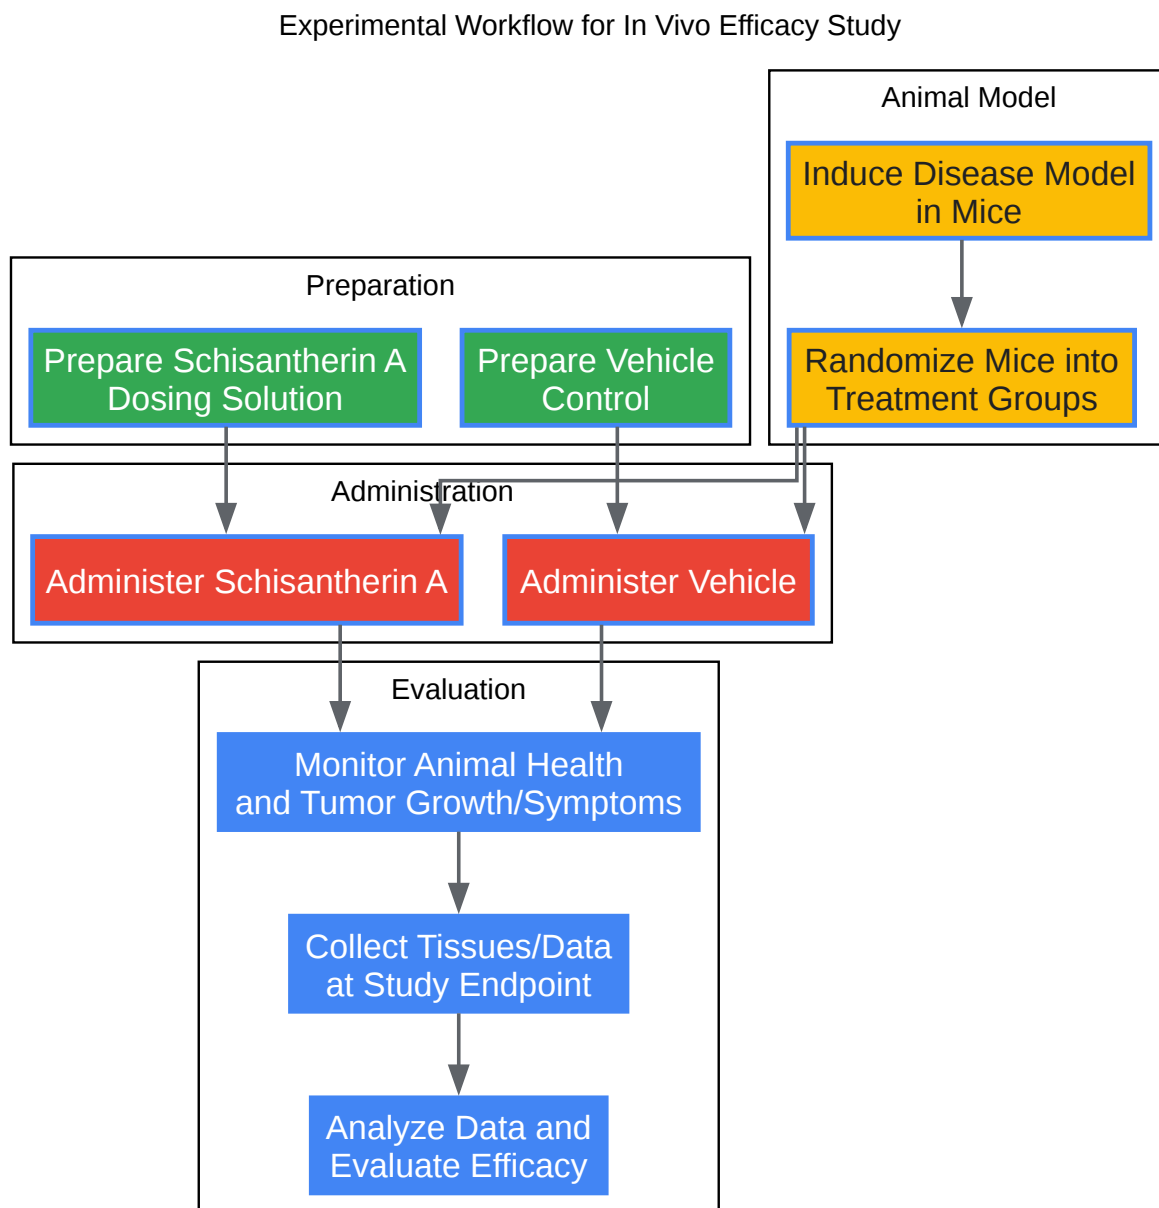 Experimental Workflow for In Vivo Efficacy Study
Animal Model
Induce Disease Model
in Mice
Preparation
Prepare Schisantherin A
Dosing Solution
Prepare Vehicle
Control
Randomize Mice into
Treatment Groups
Administration
Administer Schisantherin A
Administer Vehicle
Evaluation
Monitor Animal Health
and Tumor Growth/Symptoms
Collect Tissues/Data
at Study Endpoint
Analyze Data and
Evaluate Efficacy